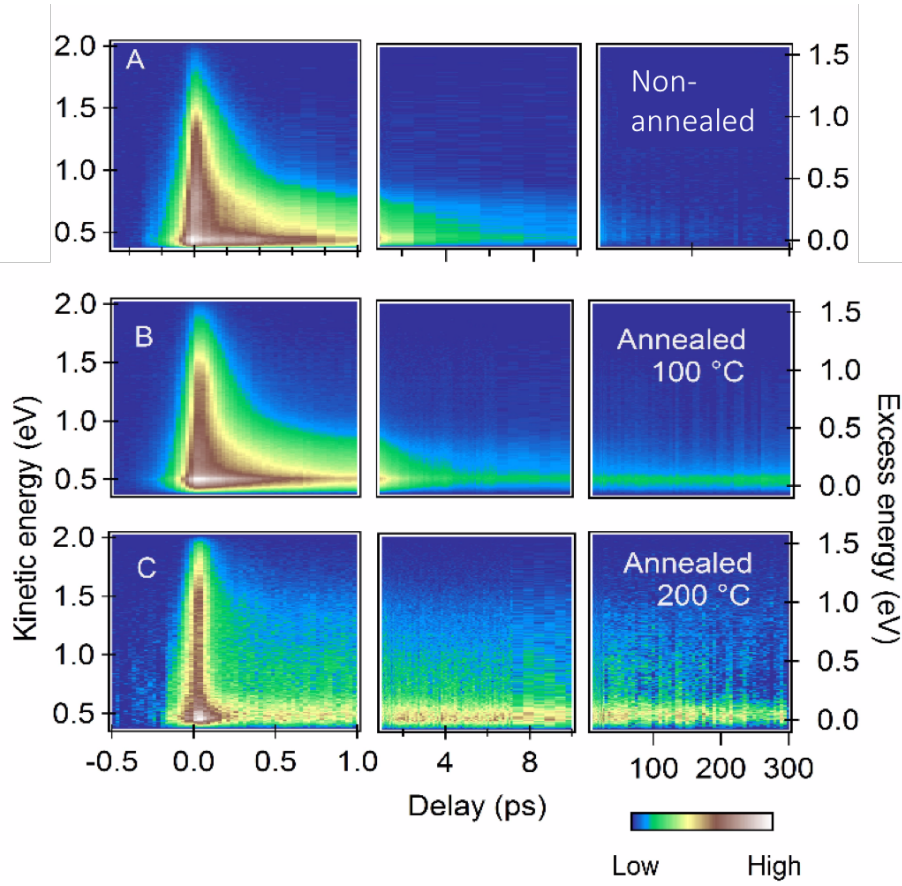 A
Non-
annealed
2.0
1.5
1.0
0.5
1.5
1.0
0.5
0.0
B
Annealed
100 °C
2.0
1.5
1.0
0.5
1.5
1.0
0.5
0.0
C
Annealed
200 °C
2.0
1.5
1.0
0.5
1.5
1.0
0.5
0.0
Kinetic energy (eV)
Excess energy (eV)
-0.5 0.0 0.5 1.0 4 8 100 200 300
Delay (ps)
Low High